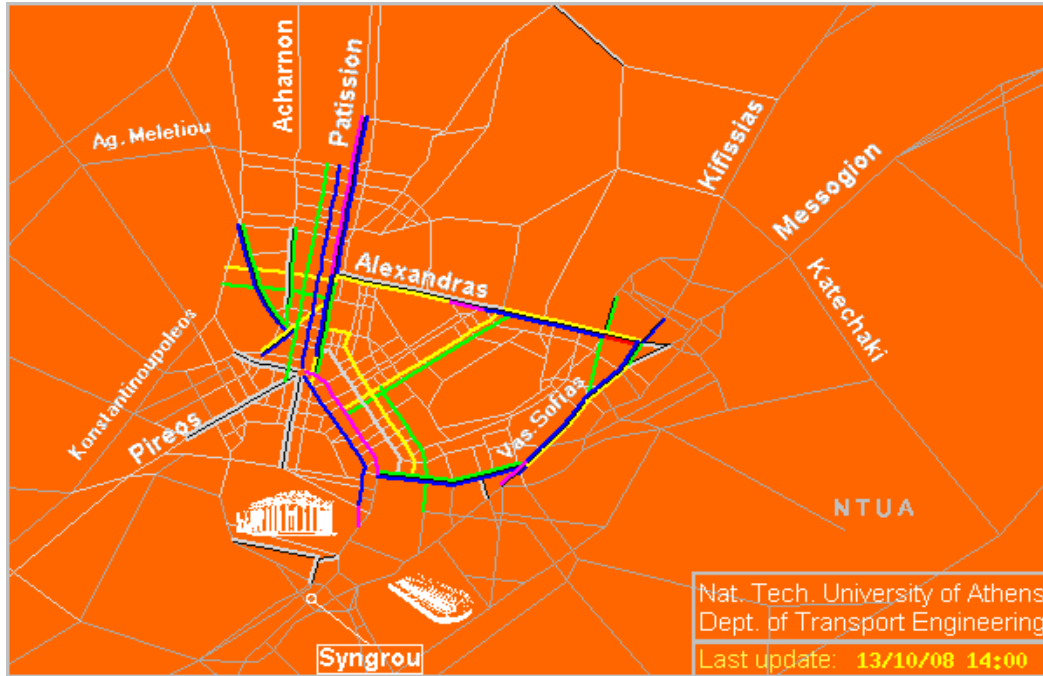 Acharnon
Patission
Ag. Meletiou
Kifissias
Messogion
Alexandras
Katechaki
Konstantinoupoleos
Pireos
Vas. Sofias
NTUA
Nat. Tech. University of Athens
Dept. of Transport Engineering
Last update: 13/10/08 14:00
Syngrou